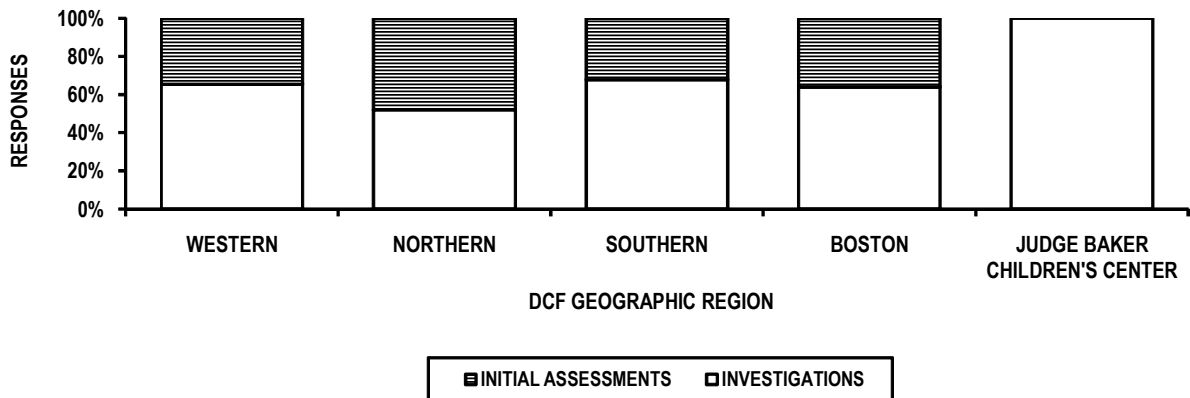 100%
80%
60%
40%
20%
0%
RESPONSES
WESTERN
NORTHERN
SOUTHERN
BOSTON
JUDGE BAKER
CHILDREN'S CENTER
DCF GEOGRAPHIC REGION
INITIAL ASSESSMENTS
INVESTIGATIONS